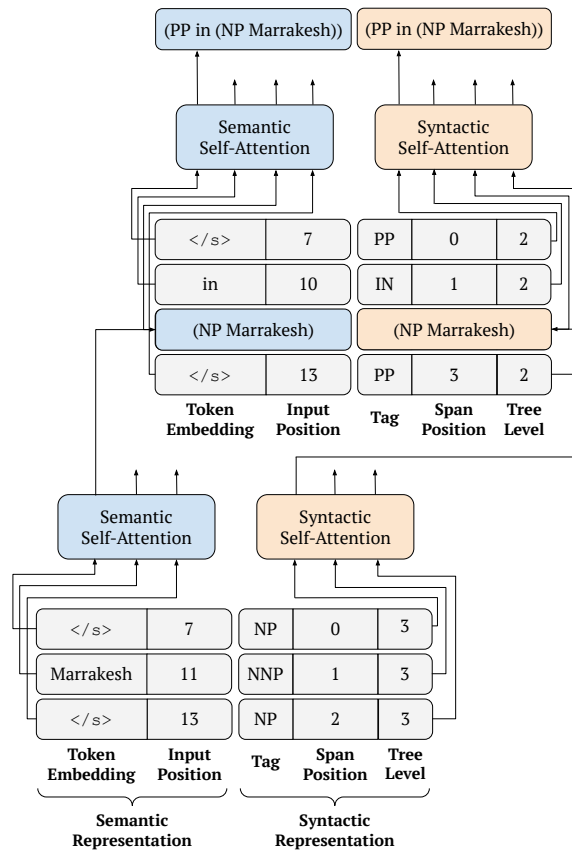 (PP in (NP Marrakesh)) (PP in (NP Marrakesh))
Semantic
Self-Attention
Syntactic
Self-Attention
</s> 7 PP 0 2
in 10 IN 1 2
(NP Marrakesh) (NP Marrakesh)
</s> 13 PP 3 2
Token
Embedding
Input
Position
Tag
Span
Position
Tree
Level
Semantic
Self-Attention
Syntactic
Self-Attention
</s> 7 NP 0 3
Marrakesh 11 NNP 1 3
</s> 13 NP 2 3
Token
Embedding
Input
Position
Tag
Span
Position
Tree
Level
Semantic
Representation
Syntactic
Representation